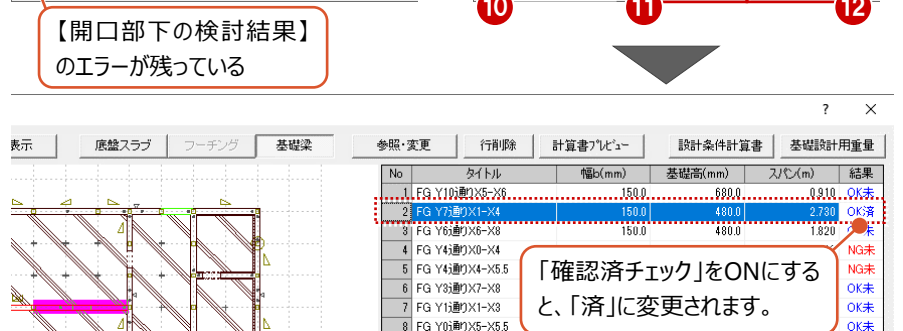 10 11 12
【開口部下の検討結果】
のエラーが残っている
? ×
表示 底盤スラブ フーチング 基礎梁 参照・変更 行削除 計算書プレビュー 設計条件計算書 基礎設計用重量
No タイトル 幅b(mm) 基礎高(mm) スパン(m) 結果
1 FG Y10通りX5-X6 150.0 680.0 0.910 OK未
2 FG Y7通りX1-X4 150.0 480.0 2.730 OK済
3 FG Y6通りX6-X8 150.0 480.0 1.820
4 FG Y4通りX0-X4 NG未
5 FG Y4通りX4-X5.5 NG未
6 FG Y3通りX7-X8 OK未
7 FG Y1通りX1-X3 OK未
8 FG Y0通りX5-X5.5 OK未
「確認済チェック」をONにする
と、「済」に変更されます。